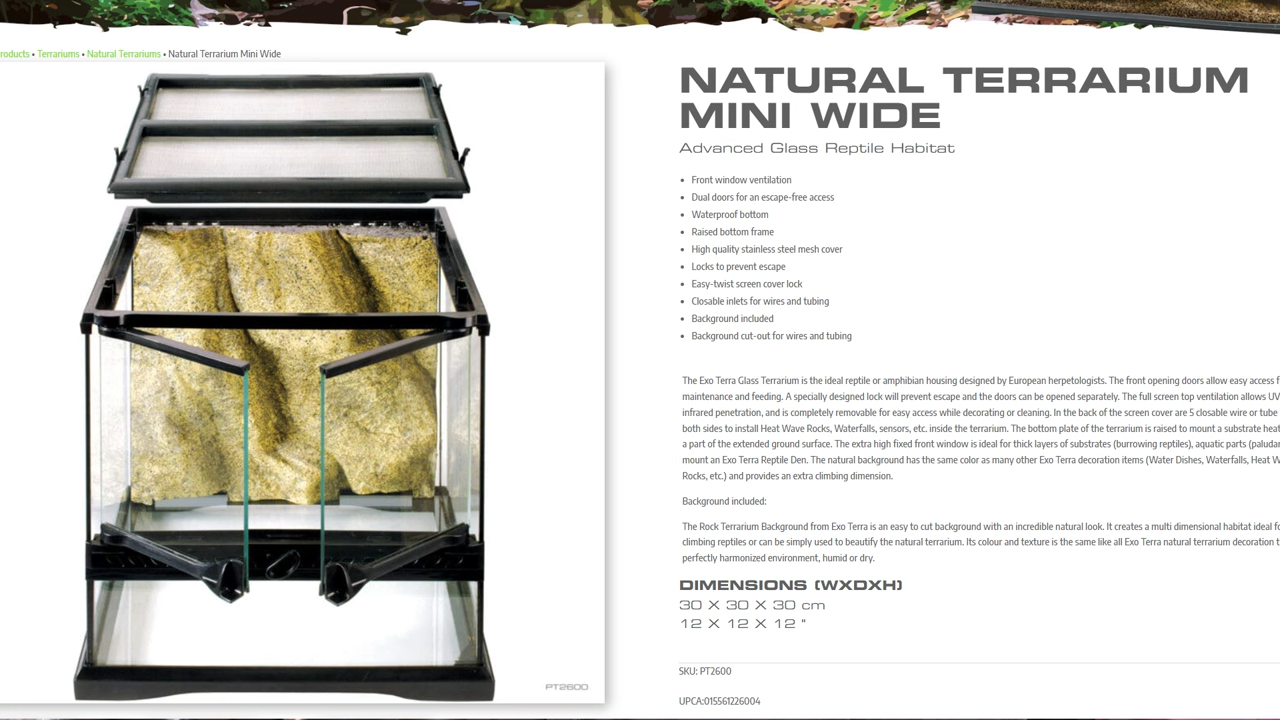 roducts • Terrariums • Natural Terrariums • Natural Terrarium Mini Wide
PT2600
NATURAL TERRARIUM
MINI WIDE
Advanced Glass Reptile Habitat
• Front window ventilation
• Dual doors for an escape-free access
• Waterproof bottom
• Raised bottom frame
• High quality stainless steel mesh cover
• Locks to prevent escape
• Easy-twist screen cover lock
• Closable inlets for wires and tubing
• Background included
• Background cut-out for wires and tubing
The Exo Terra Glass Terrarium is the ideal reptile or amphibian housing designed by European herpetologists. The front opening doors allow easy access f
maintenance and feeding. A specially designed lock will prevent escape and the doors can be opened separately. The full screen top ventilation allows UV
infrared penetration, and is completely removable for easy access while decorating or cleaning. In the back of the screen cover are 5 closable wire or tube
both sides to install Heat Wave Rocks, Waterfalls, sensors, etc. inside the terrarium. The bottom plate of the terrarium is raised to mount a substrate heat
a part of the extended ground surface. The extra high fixed front window is ideal for thick layers of substrates (burrowing reptiles), aquatic parts (paludar
mount an Exo Terra Reptile Den. The natural background has the same color as many other Exo Terra decoration items (Water Dishes, Waterfalls, Heat W
Rocks, etc.) and provides an extra climbing dimension.
Background included:
The Rock Terrarium Background from Exo Terra is an easy to cut background with an incredible natural look. It creates a multi dimensional habitat ideal fo
climbing reptiles or can be simply used to beautify the natural terrarium. Its colour and texture is the same like all Exo Terra natural terrarium decoration t
perfectly harmonized environment, humid or dry.
DIMENSIONS (WXDXH)
30 X 30 X 30 cm
12 X 12 X 12 "
SKU: PT2600
UPCA:015561226004